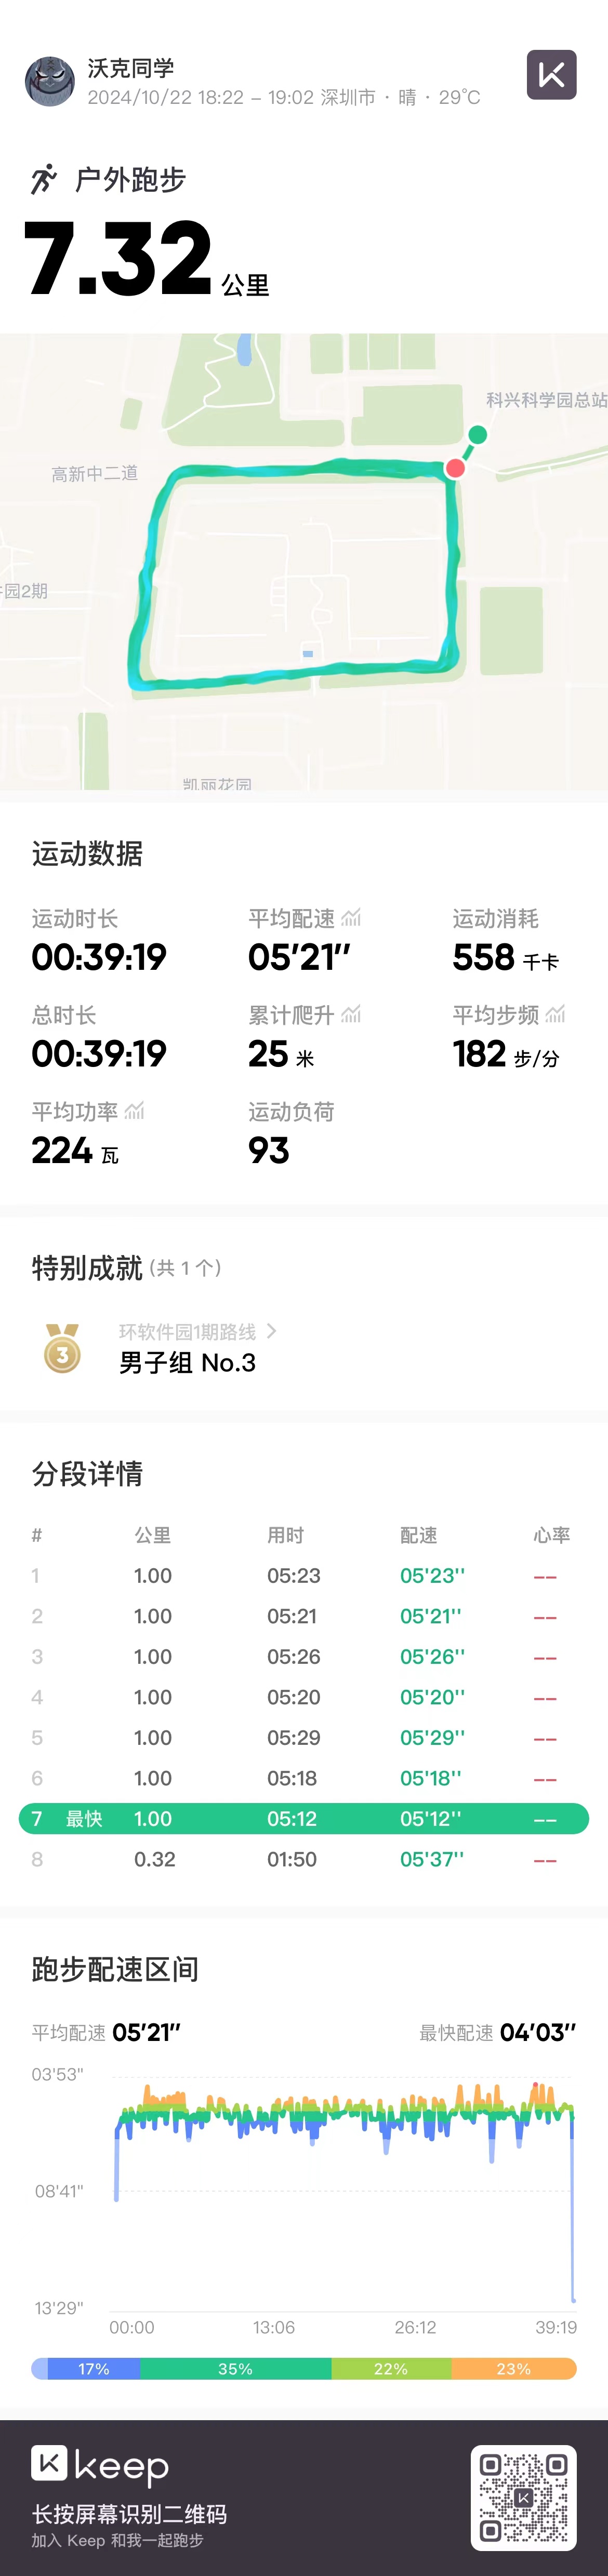 沃克同学
2024/10/22 18:22 – 19:02 深圳市 · 晴 · 29℃
户外跑步
7.32 公里
科兴科学园总站
高新中二道
园2期
凯丽花园
运动数据
运动时长 平均配速 运动消耗
00:39:19 05'21'' 558 千卡
总时长 累计爬升 平均步频
00:39:19 25 米 182 步/分
平均功率 运动负荷
224 瓦 93
特别成就 (共 1 个)
3
环软件园1期路线
男子组 No.3
分段详情
# 公里 用时 配速 心率
1 1.00 05:23 05'23'' --
2 1.00 05:21 05'21'' --
3 1.00 05:26 05'26'' --
4 1.00 05:20 05'20'' --
5 1.00 05:29 05'29'' --
6 1.00 05:18 05'18'' --
7 最快 1.00 05:12 05'12'' --
8 0.32 01:50 05'37'' --
跑步配速区间
平均配速 05'21'' 最快配速 04'03''
03'53"
08'41"
13'29"
00:00 13:06 26:12 39:19
17% 35% 22% 23%
keep
长按屏幕识别二维码
加入 Keep 和我一起跑步